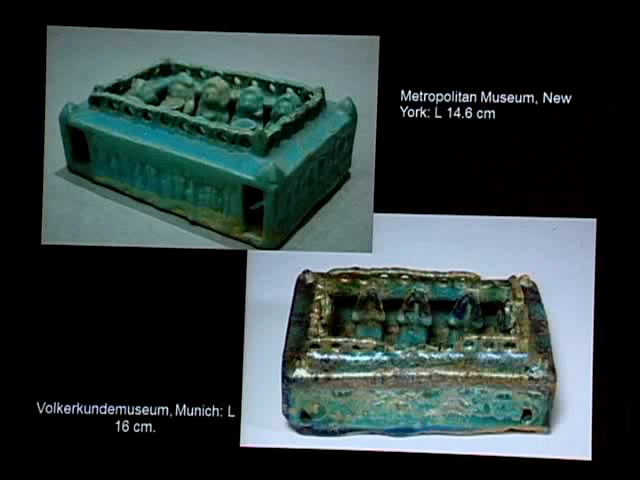 Metropolitan Museum, New
York: L 14.6 cm
Volkerkundemuseum, Munich: L
16 cm.